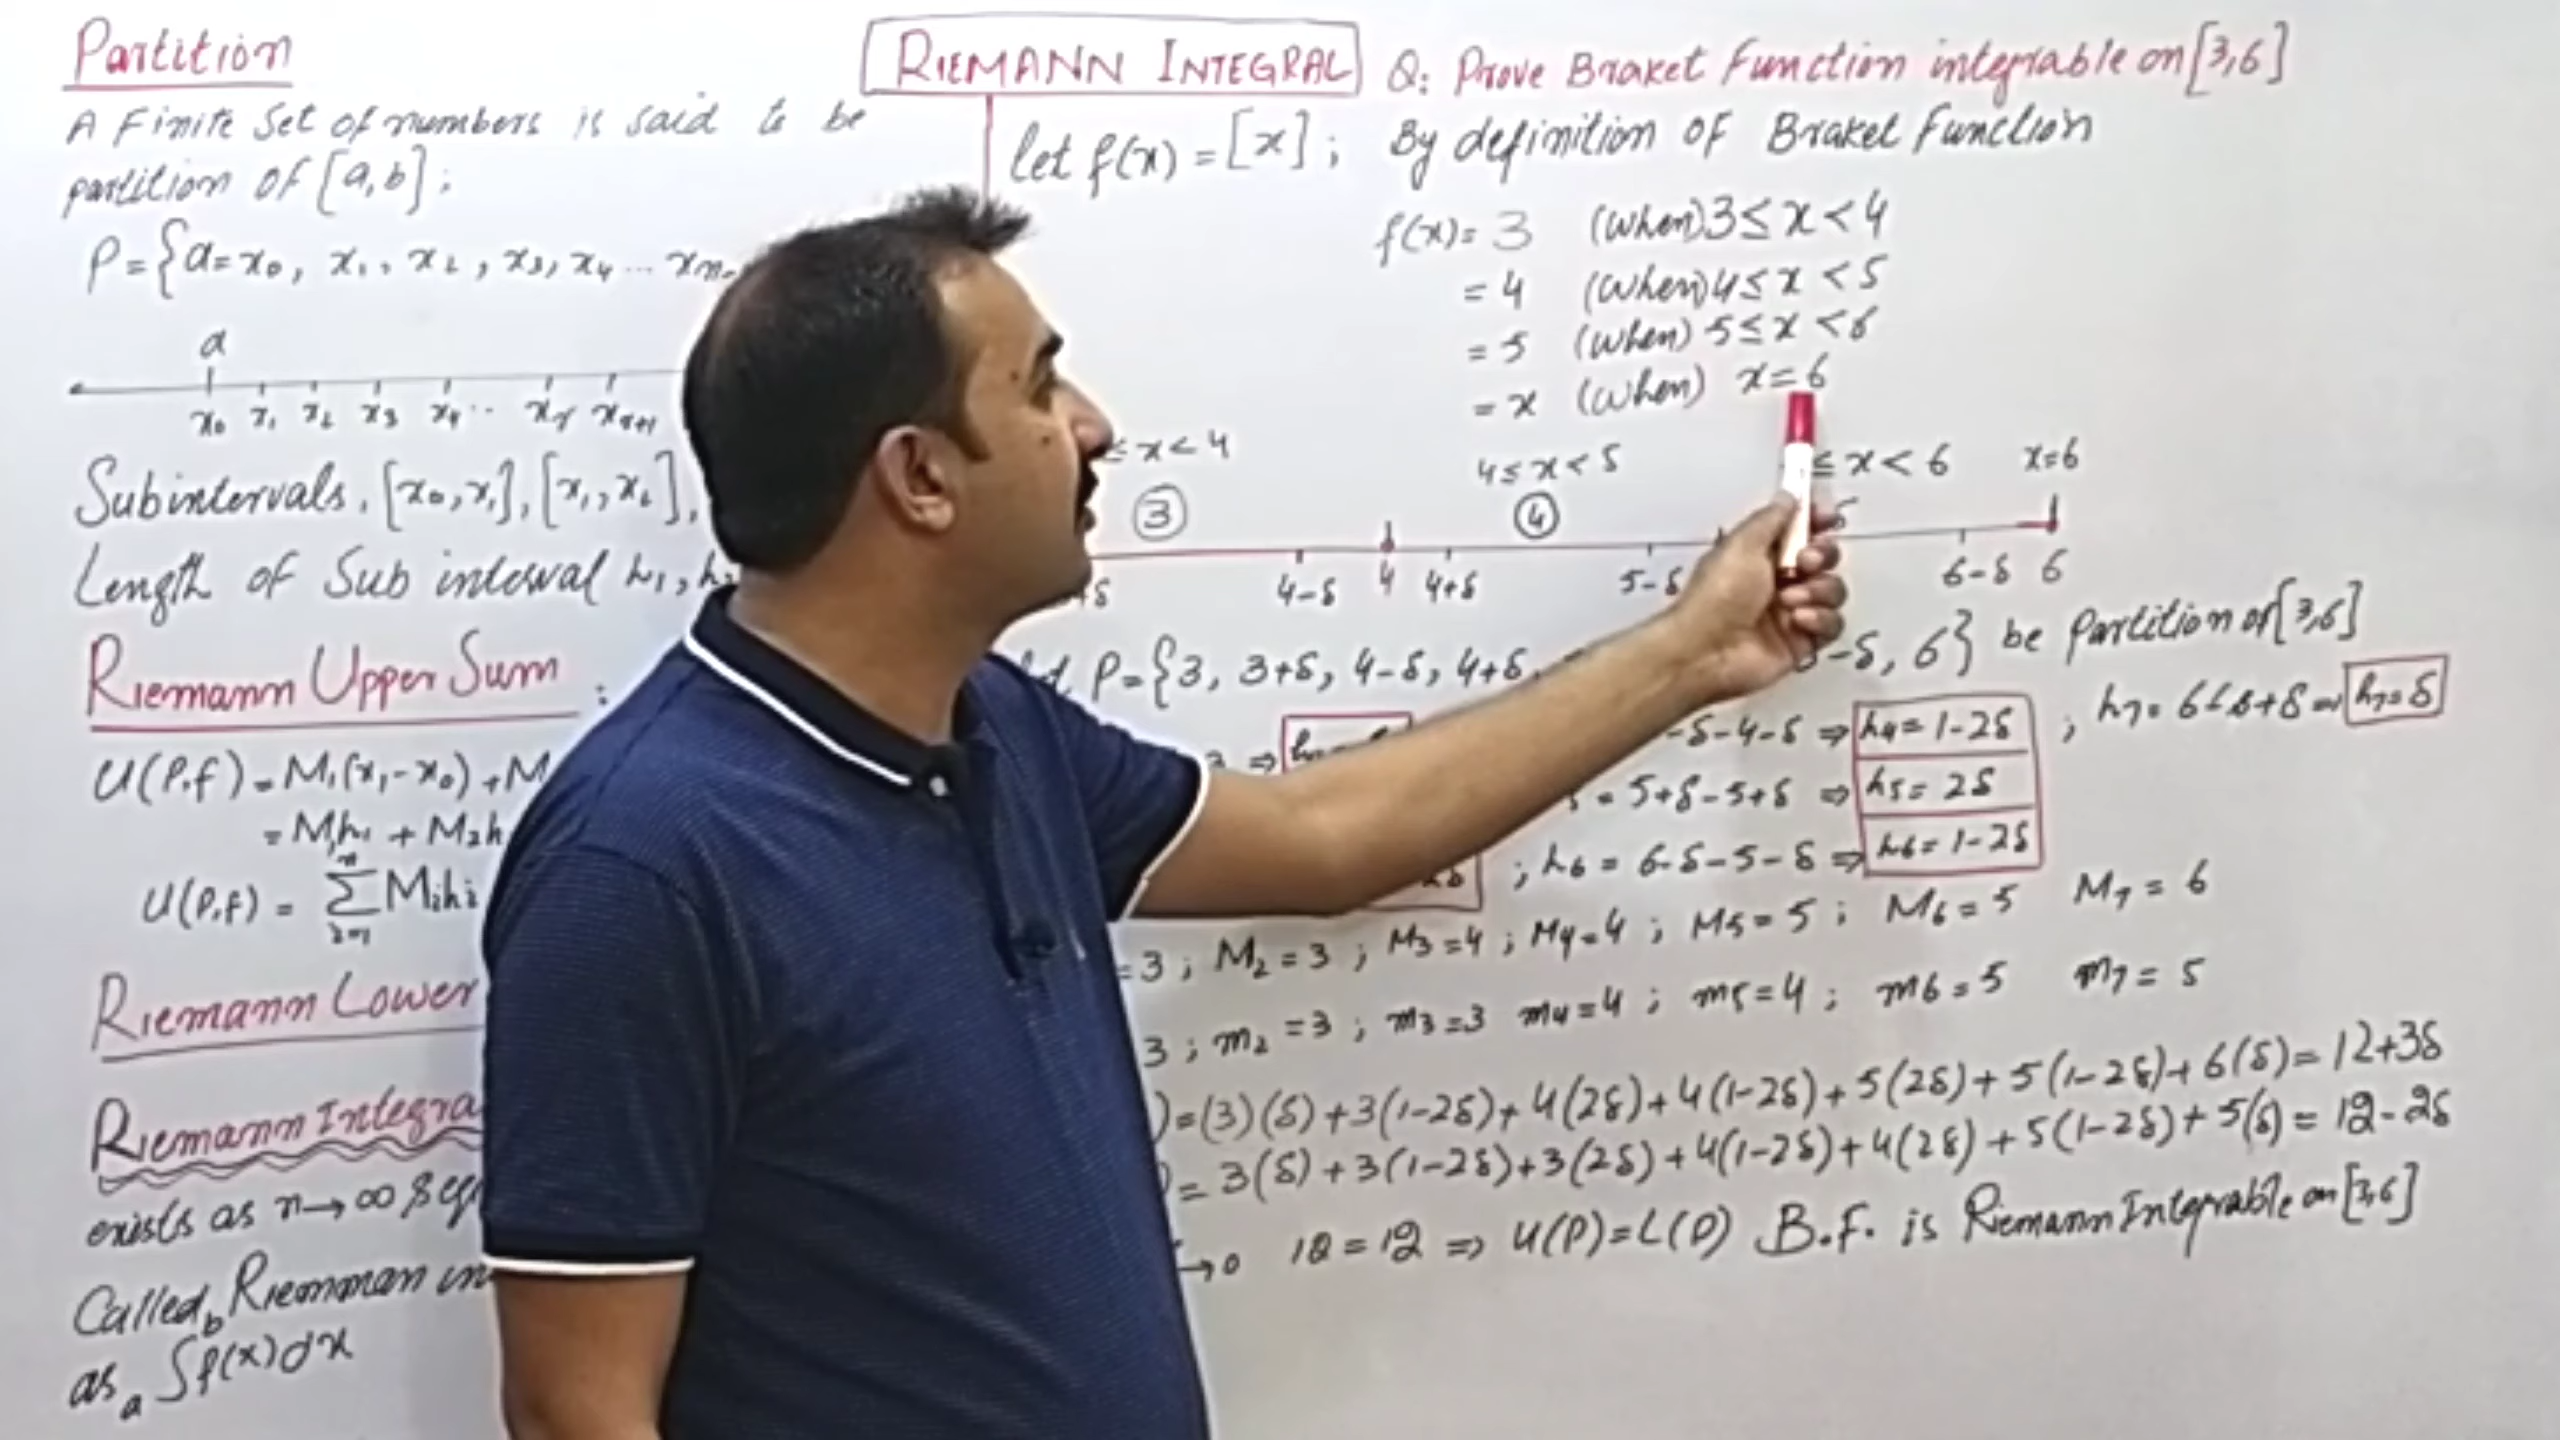 Partition
A Finite Set of numbers is said to be
partition of [a,b];
P={a=x₀, x₁, x₂, x₃, x₄ ... xₙ₋
a
x₀ x₁ x₂ x₃ x₄ .. xᵣ xᵣ₊₁
Subintervals, [x₀,x₁],[x₁,x₂],
Length of Sub interval h₁,h₂
Riemann Upper Sum :
U(P,f) = M₁(x₁-x₀)+M
= M₁h₁ + M₂h
U(P,f) = Σ Mᵢhᵢ
n
i=1
Riemann Lower
Riemann Integra
exists as n→∞ &
Called Riemman in
as ∫f(x)dx
b
a
RIEMANN INTEGRAL
Q: Prove Braket Function integrable on [3,6]
let f(x) = [x]; By definition of Braket Function
f(x)= 3 (when) 3≤x<4
= 4 (when) 4≤x<5
= 5 (when) 5≤x<6
= x (when) x=6
≤x<4 4≤x<5 ≤x<6 x=6
3 4 5
+δ 4-δ 4 4+δ 5-δ 6-δ 6
P={3, 3+δ, 4-δ, 4+δ, -δ, 6} be Partition of [3,6]
3 ⇒ -δ-4-δ ⇒ h₄=1-2δ ; h₇= 6-6+δ ⇒ h₇=δ
= 5+δ-5+δ ⇒ h₅=2δ
2δ ; h₆ = 6-δ-5-δ ⇒ h₆=1-2δ
=3 ; M₂=3 ; M₃=4 ; M₄=4 ; M₅=5 ; M₆=5 M₇=6
3 ; m₂=3 ; m₃=3 m₄=4 ; m₅=4 ; m₆=5 m₇=5
)=(3)(δ)+3(1-2δ)+4(2δ)+4(1-2δ)+5(2δ)+5(1-2δ)+6(δ)=12+3δ
)=3(δ)+3(1-2δ)+3(2δ)+4(1-2δ)+4(2δ)+5(1-2δ)+5(δ)=12-2δ
→0 12=12 ⇒ U(P)=L(P) B.F. is Riemann Integrable on [3,6]